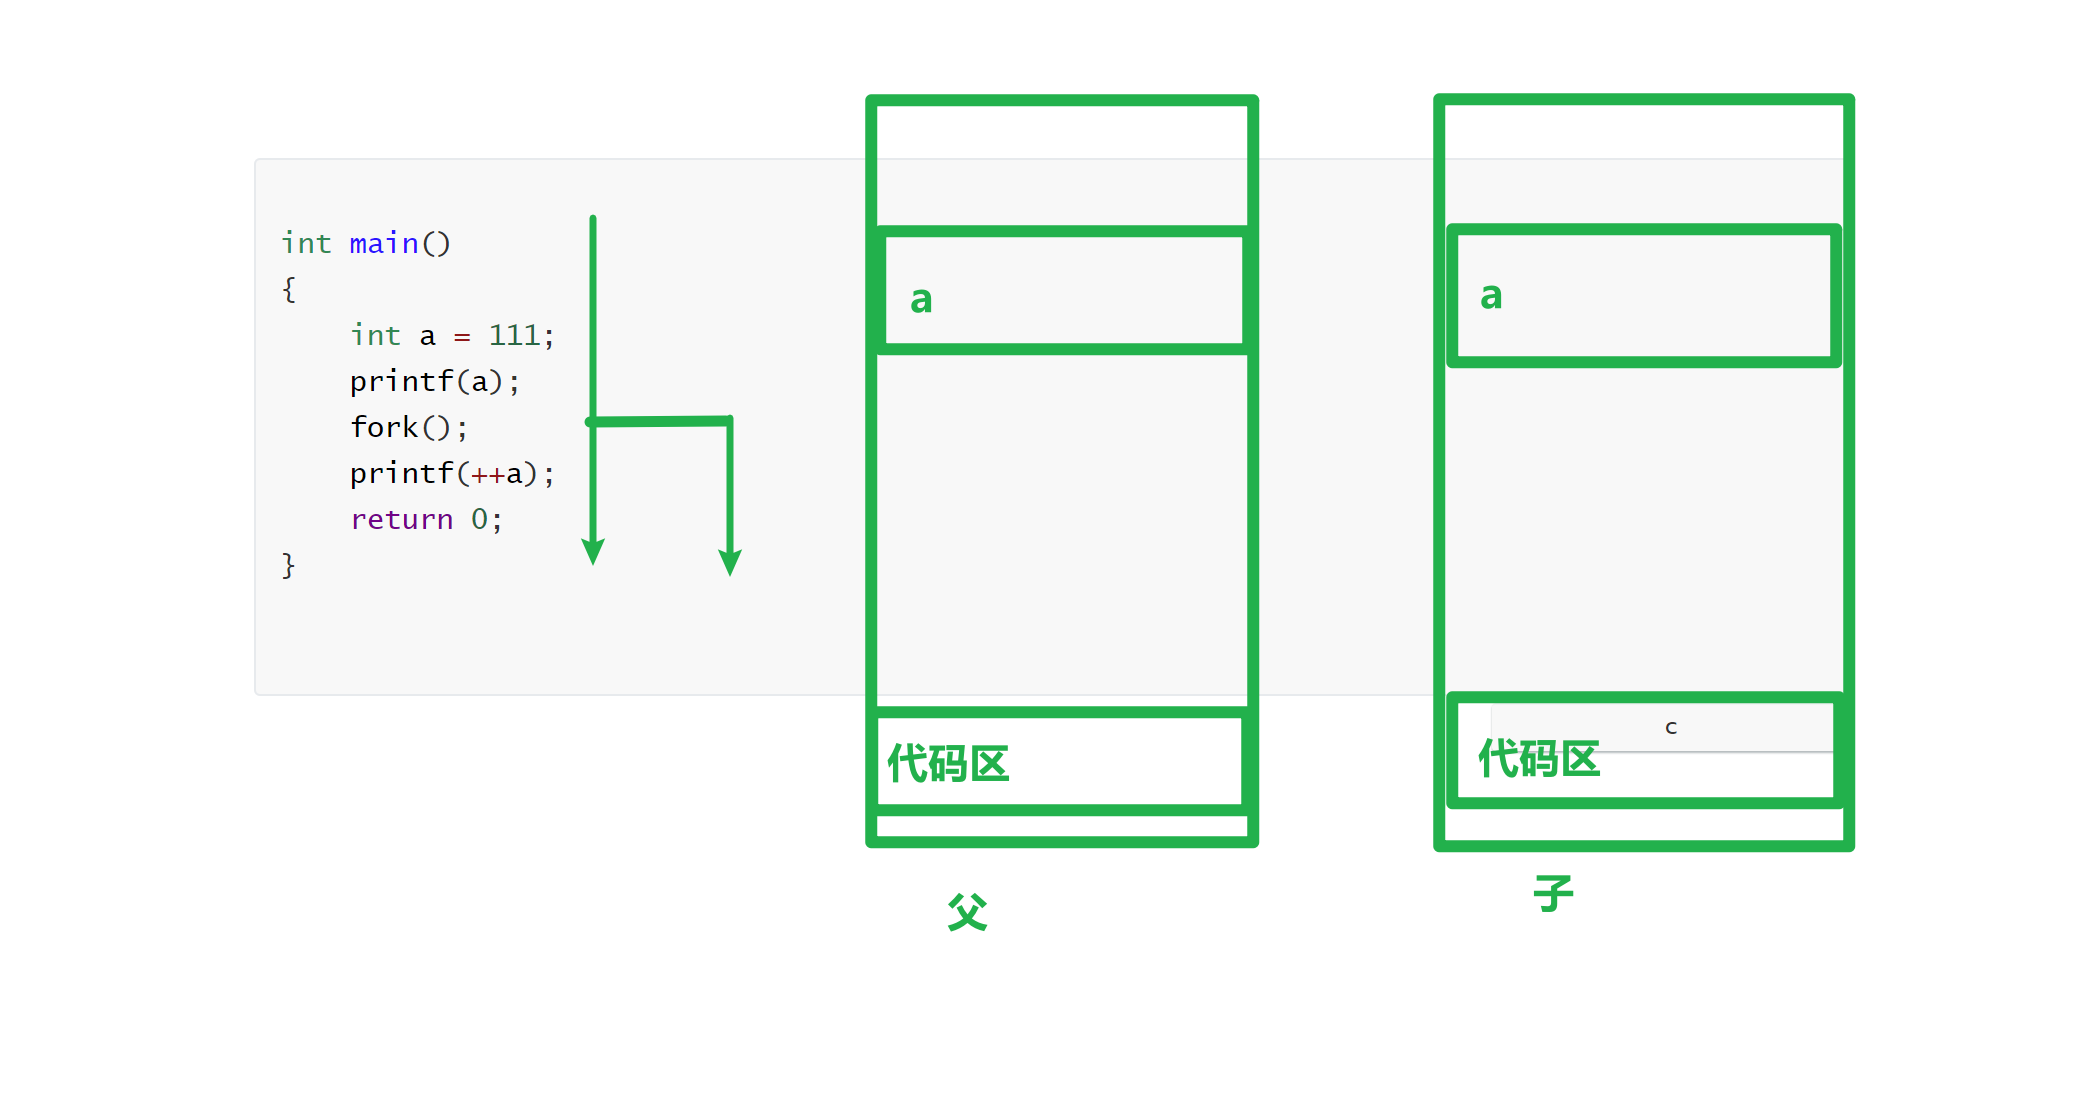 int main()
{
    int a = 111;
    printf(a);
    fork();
    printf(++a);
    return 0;
}
a
a
代码区
c
代码区
父
子